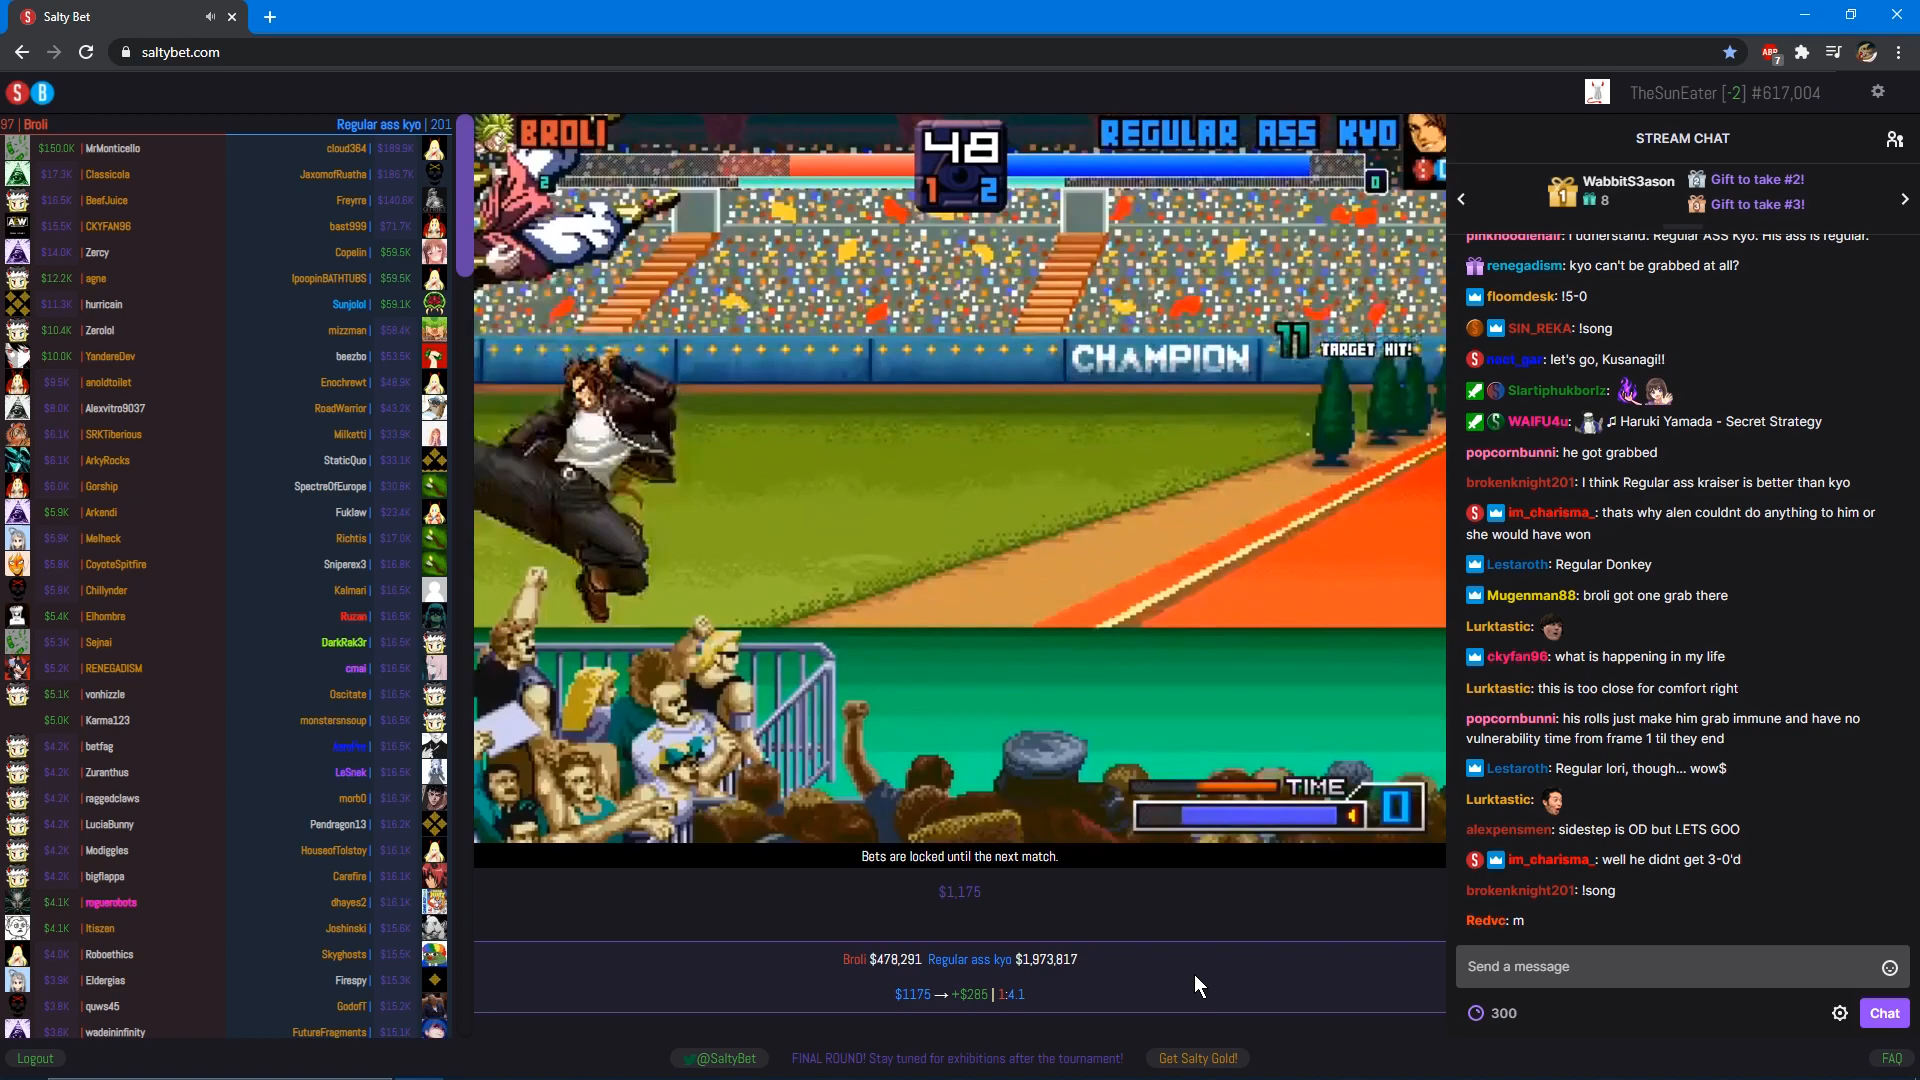 Salty Bet
saltybet.com
ABP
7
S B
TheSunEater [-2] #617,004
97 | Broli
Regular ass kyo | 201
$150.0K | MrMonticello
cloud364 | $189.9K
$17.3K | Classicola
JaxomofRuatha | $186.7K
$16.5K | BeefJuice
Freyrre | $140.6K
$15.5K | CKYFAN96
bast999 | $71.7K
$14.0K | Zercy
Copelin | $59.5K
$12.2K | agne
IpoopinBATHTUBS | $59.5K
$11.3K | hurricain
Sunjolol | $59.1K
$10.4K | Zerolol
mizzman | $58.4K
$10.0K | YandereDev
beezbo | $53.5K
$9.5K | anoldtoilet
Enochrewt | $48.9K
$8.0K | Alexvitro9037
RoadWarrior | $43.2K
$6.1K | SRKTiberious
Milketti | $33.9K
$6.1K | ArkyRocks
StaticQuo | $33.1K
$6.0K | Gorship
SpectreOfEurope | $30.8K
$5.9K | Arkendi
Fuklaw | $23.4K
$5.9K | Melheck
Richtis | $17.0K
$5.8K | CoyoteSpitfire
Sniperex3 | $16.8K
$5.8K | Chillynder
Kalmari | $16.5K
$5.4K | Elhombre
Ruzan | $16.5K
$5.3K | Sejnai
DarkRak3r | $16.5K
$5.2K | RENEGADISM
cmai | $16.5K
$5.1K | vonhizzle
Oscitate | $16.5K
$5.0K | Karma123
monstersnsoup | $16.5K
$4.2K | betfag
$16.5K
$4.2K | Zuranthus
LeSnek | $16.5K
$4.2K | raggedclaws
morb0 | $16.3K
$4.2K | LuciaBunny
Pendragon13 | $16.2K
$4.2K | Modiggles
HouseofTolstoy | $16.1K
$4.2K | bigflappa
Carefire | $16.1K
$4.1K | roguerobots
dhayes2 | $16.1K
$4.1K | Itiszen
Joshinski | $15.6K
$4.0K | Roboethics
Skyghosts | $15.5K
$3.9K | Eldergias
Firespy | $15.3K
$3.8K | quws45
GodofT | $15.2K
$3.6K | wadeininfinity
FutureFragments | $15.1K
BROLI
48
REGULAR ASS KYO
2
1 2
0
CHAMPION
11 TARGET HIT!
TIME
0
Bets are locked until the next match.
$1,175
Broli $478,291 Regular ass kyo $1,973,817
$1175 → +$285 | 1:4.1
STREAM CHAT
1 WabbitS3ason
8
2 Gift to take #2!
3 Gift to take #3!
pinkhoodiehair: I udnerstand. Regular ASS Kyo. His ass is regular.
renegadism: kyo can't be grabbed at all?
floomdesk: !5-0
SIN_REKA: !song
noot_gar: let's go, Kusanagi!!
Slartiphukborlz:
WAIFU4u: ♫ Haruki Yamada - Secret Strategy
popcornbunni: he got grabbed
brokenknight201: I think Regular ass kraiser is better than kyo
im_charisma_: thats why alen couldnt do anything to him or
she would have won
Lestaroth: Regular Donkey
Mugenman88: broli got one grab there
Lurktastic:
ckyfan96: what is happening in my life
Lurktastic: this is too close for comfort right
popcornbunni: his rolls just make him grab immune and have no
vulnerability time from frame 1 til they end
Lestaroth: Regular Iori, though... wow$
Lurktastic:
alexpensmen: sidestep is OD but LETS GOO
im_charisma_: well he didnt get 3-0'd
brokenknight201: !song
Redvc: m
Send a message
300
Chat
Logout
@SaltyBet
FINAL ROUND! Stay tuned for exhibitions after the tournament!
Get Salty Gold!
FAQ